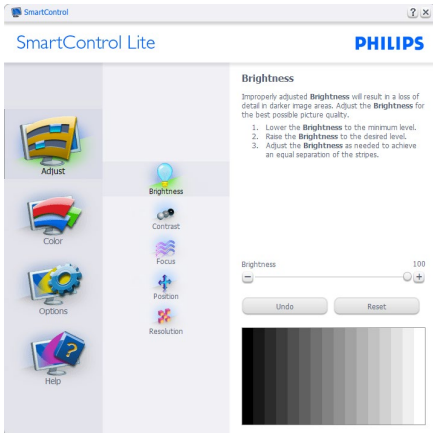 SmartControl
SmartControl Lite
PHILIPS
Adjust
Color
Options
Help
Brightness
Contrast
Focus
Position
Resolution
Brightness
Improperly adjusted Brightness will result in a loss of
detail in darker image areas. Adjust the Brightness for
the best possible picture quality.
1. Lower the Brightness to the minimum level.
2. Raise the Brightness to the desired level.
3. Adjust the Brightness as needed to achieve
an equal separation of the stripes.
Brightness 100
Undo Reset